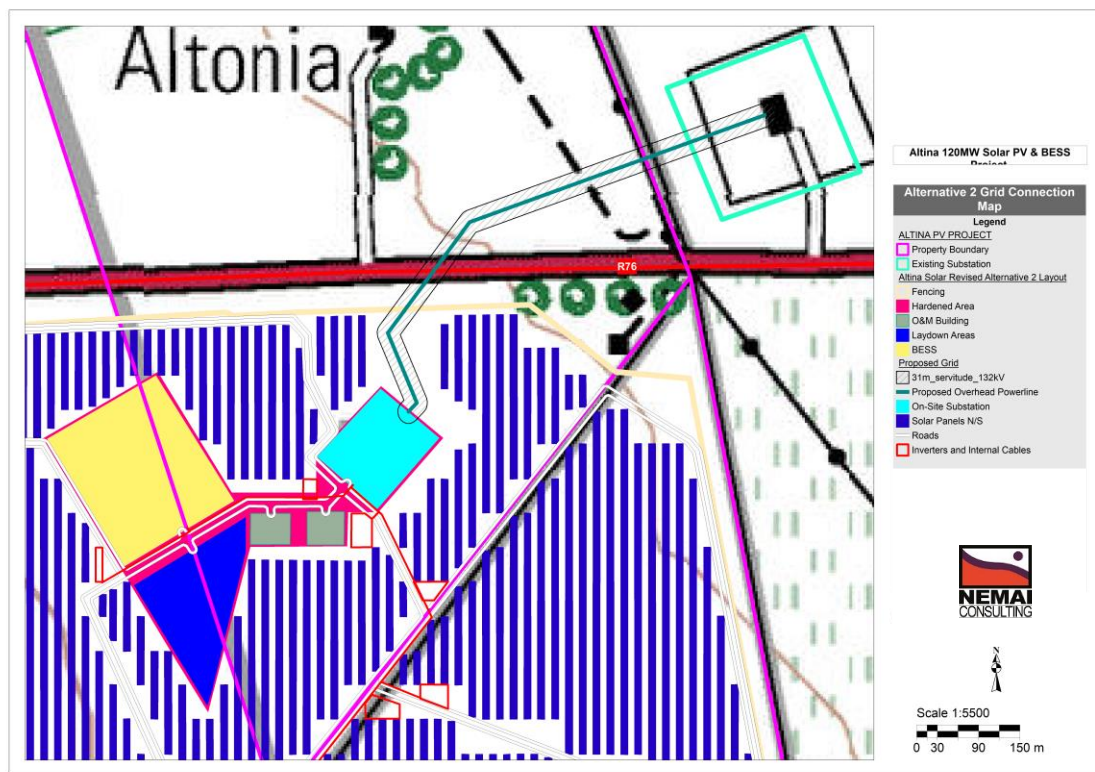 Altonia
R76
Altina 120MW Solar PV & BESS
Project
Alternative 2 Grid Connection
Map
Legend
ALTINA PV PROJECT
Property Boundary
Existing Substation
Altina Solar Revised Alternative 2 Layout
Fencing
Hardened Area
O&M Building
Laydown Areas
BESS
Proposed Grid
31m_servitude_132kV
Proposed Overhead Powerline
On-Site Substation
Solar Panels N/S
Roads
Inverters and Internal Cables
NEMAI
CONSULTING
N
Scale 1:5500
0 30 90 150 m